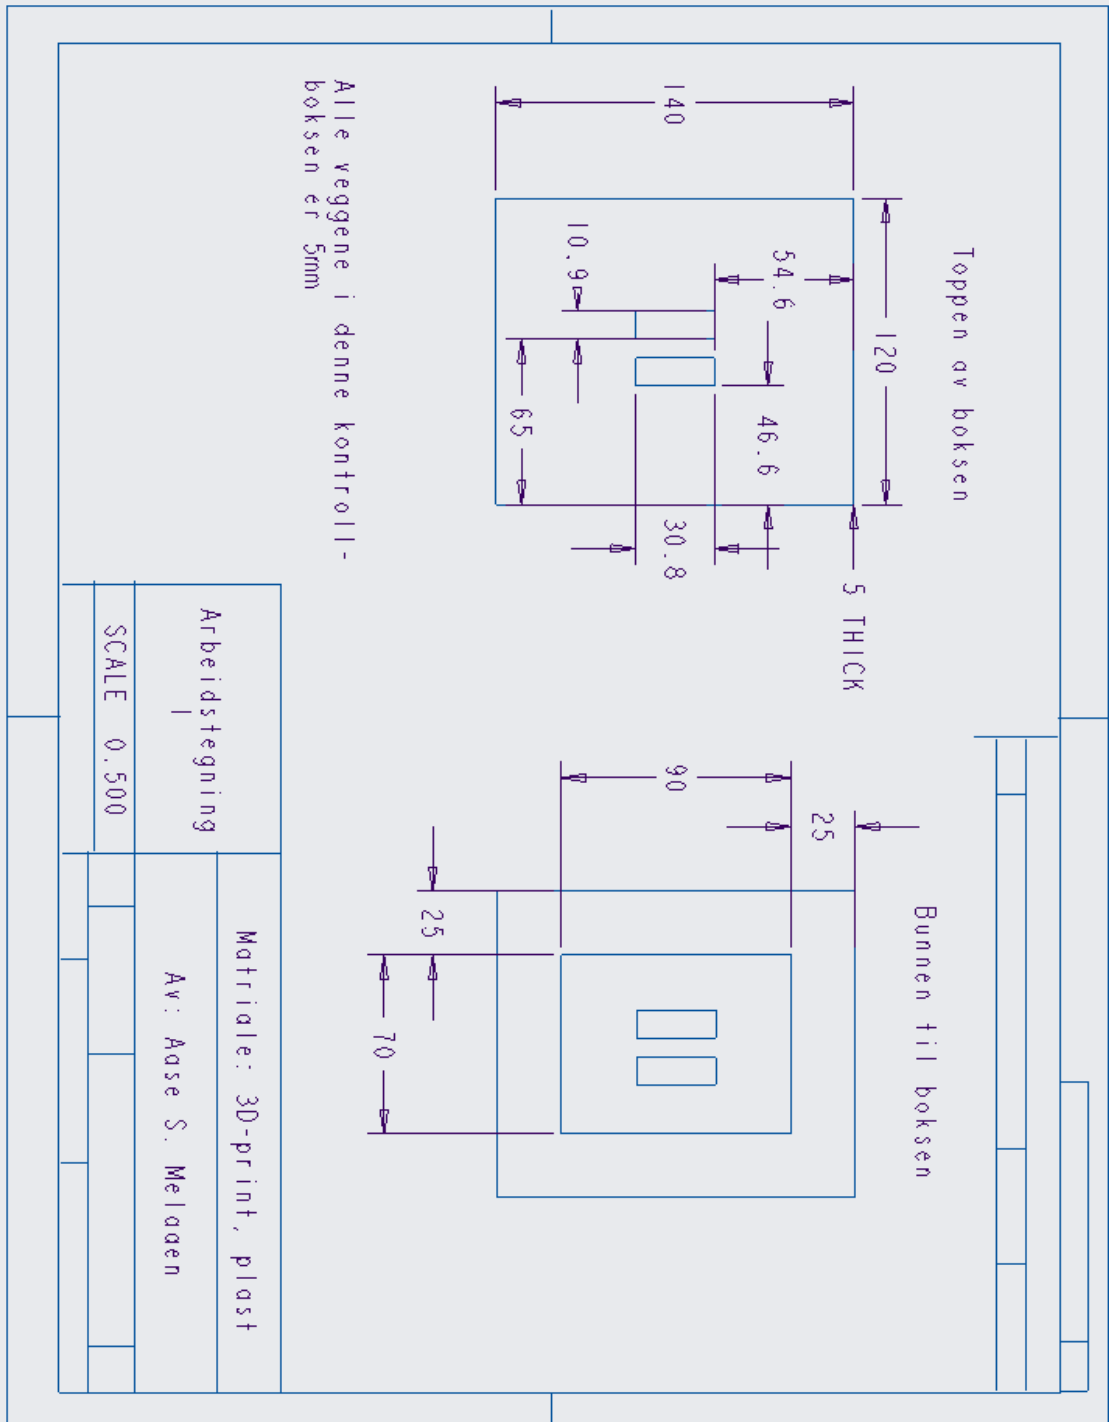 Toppen av boksen
120
140
54.6
10.9
46.6
65
30.8
5 THICK
Alle veggene i denne kontroll-
boksen er 5mm
Bunnen til boksen
25
90
25
70
Arbeidstegning
1
SCALE 0.500
Matriale: 3D-print, plast
Av: Aase S. Melaaen